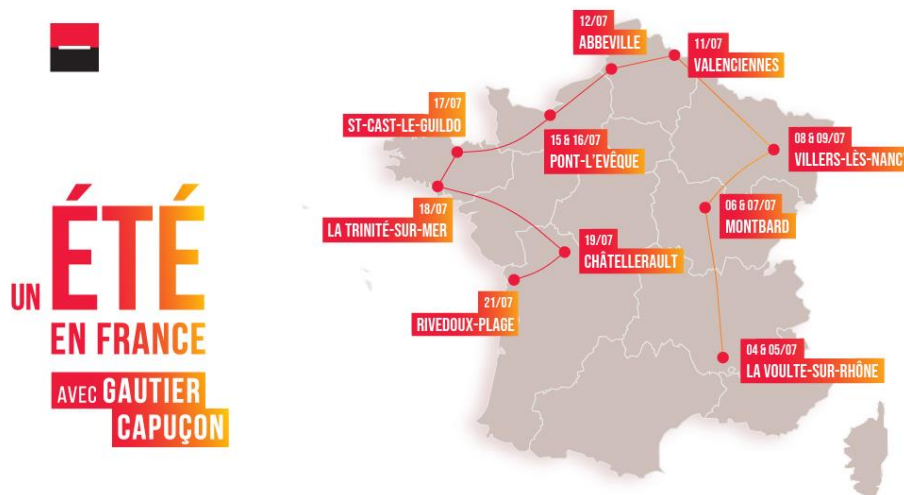 UN ÉTÉ
EN FRANCE
AVEC GAUTIER
CAPUÇON
12/07
ABBEVILLE
11/07
VALENCIENNES
17/07
ST-CAST-LE-GUILDO
15 & 16/07
PONT-L'EVÊQUE
08 & 09/07
VILLERS-LÈS-NANCY
18/07
LA TRINITÉ-SUR-MER
06 & 07/07
MONTBARD
19/07
CHÂTELLERAULT
21/07
RIVEDOUX-PLAGE
04 & 05/07
LA VOULTE-SUR-RHÔNE